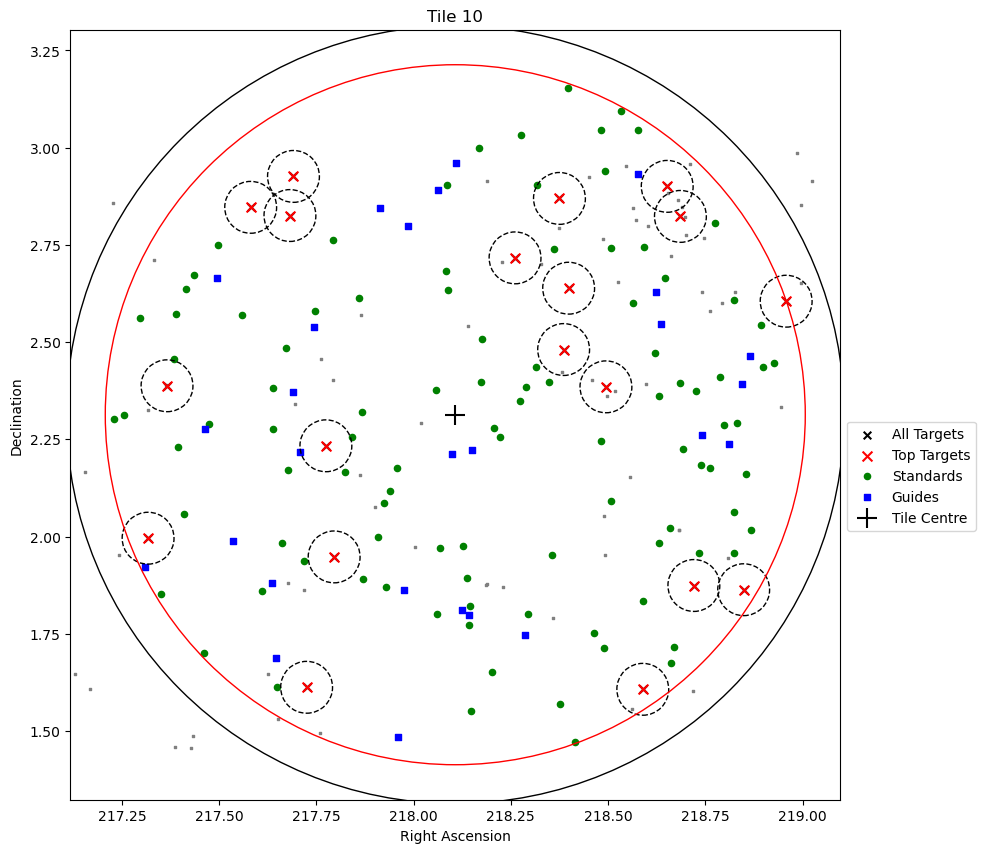 Tile 10
3.25
3.00
2.75
2.50
2.25
2.00
1.75
1.50
Declination
217.25 217.50 217.75 218.00 218.25 218.50 218.75 219.00
Right Ascension
All Targets
Top Targets
Standards
Guides
Tile Centre